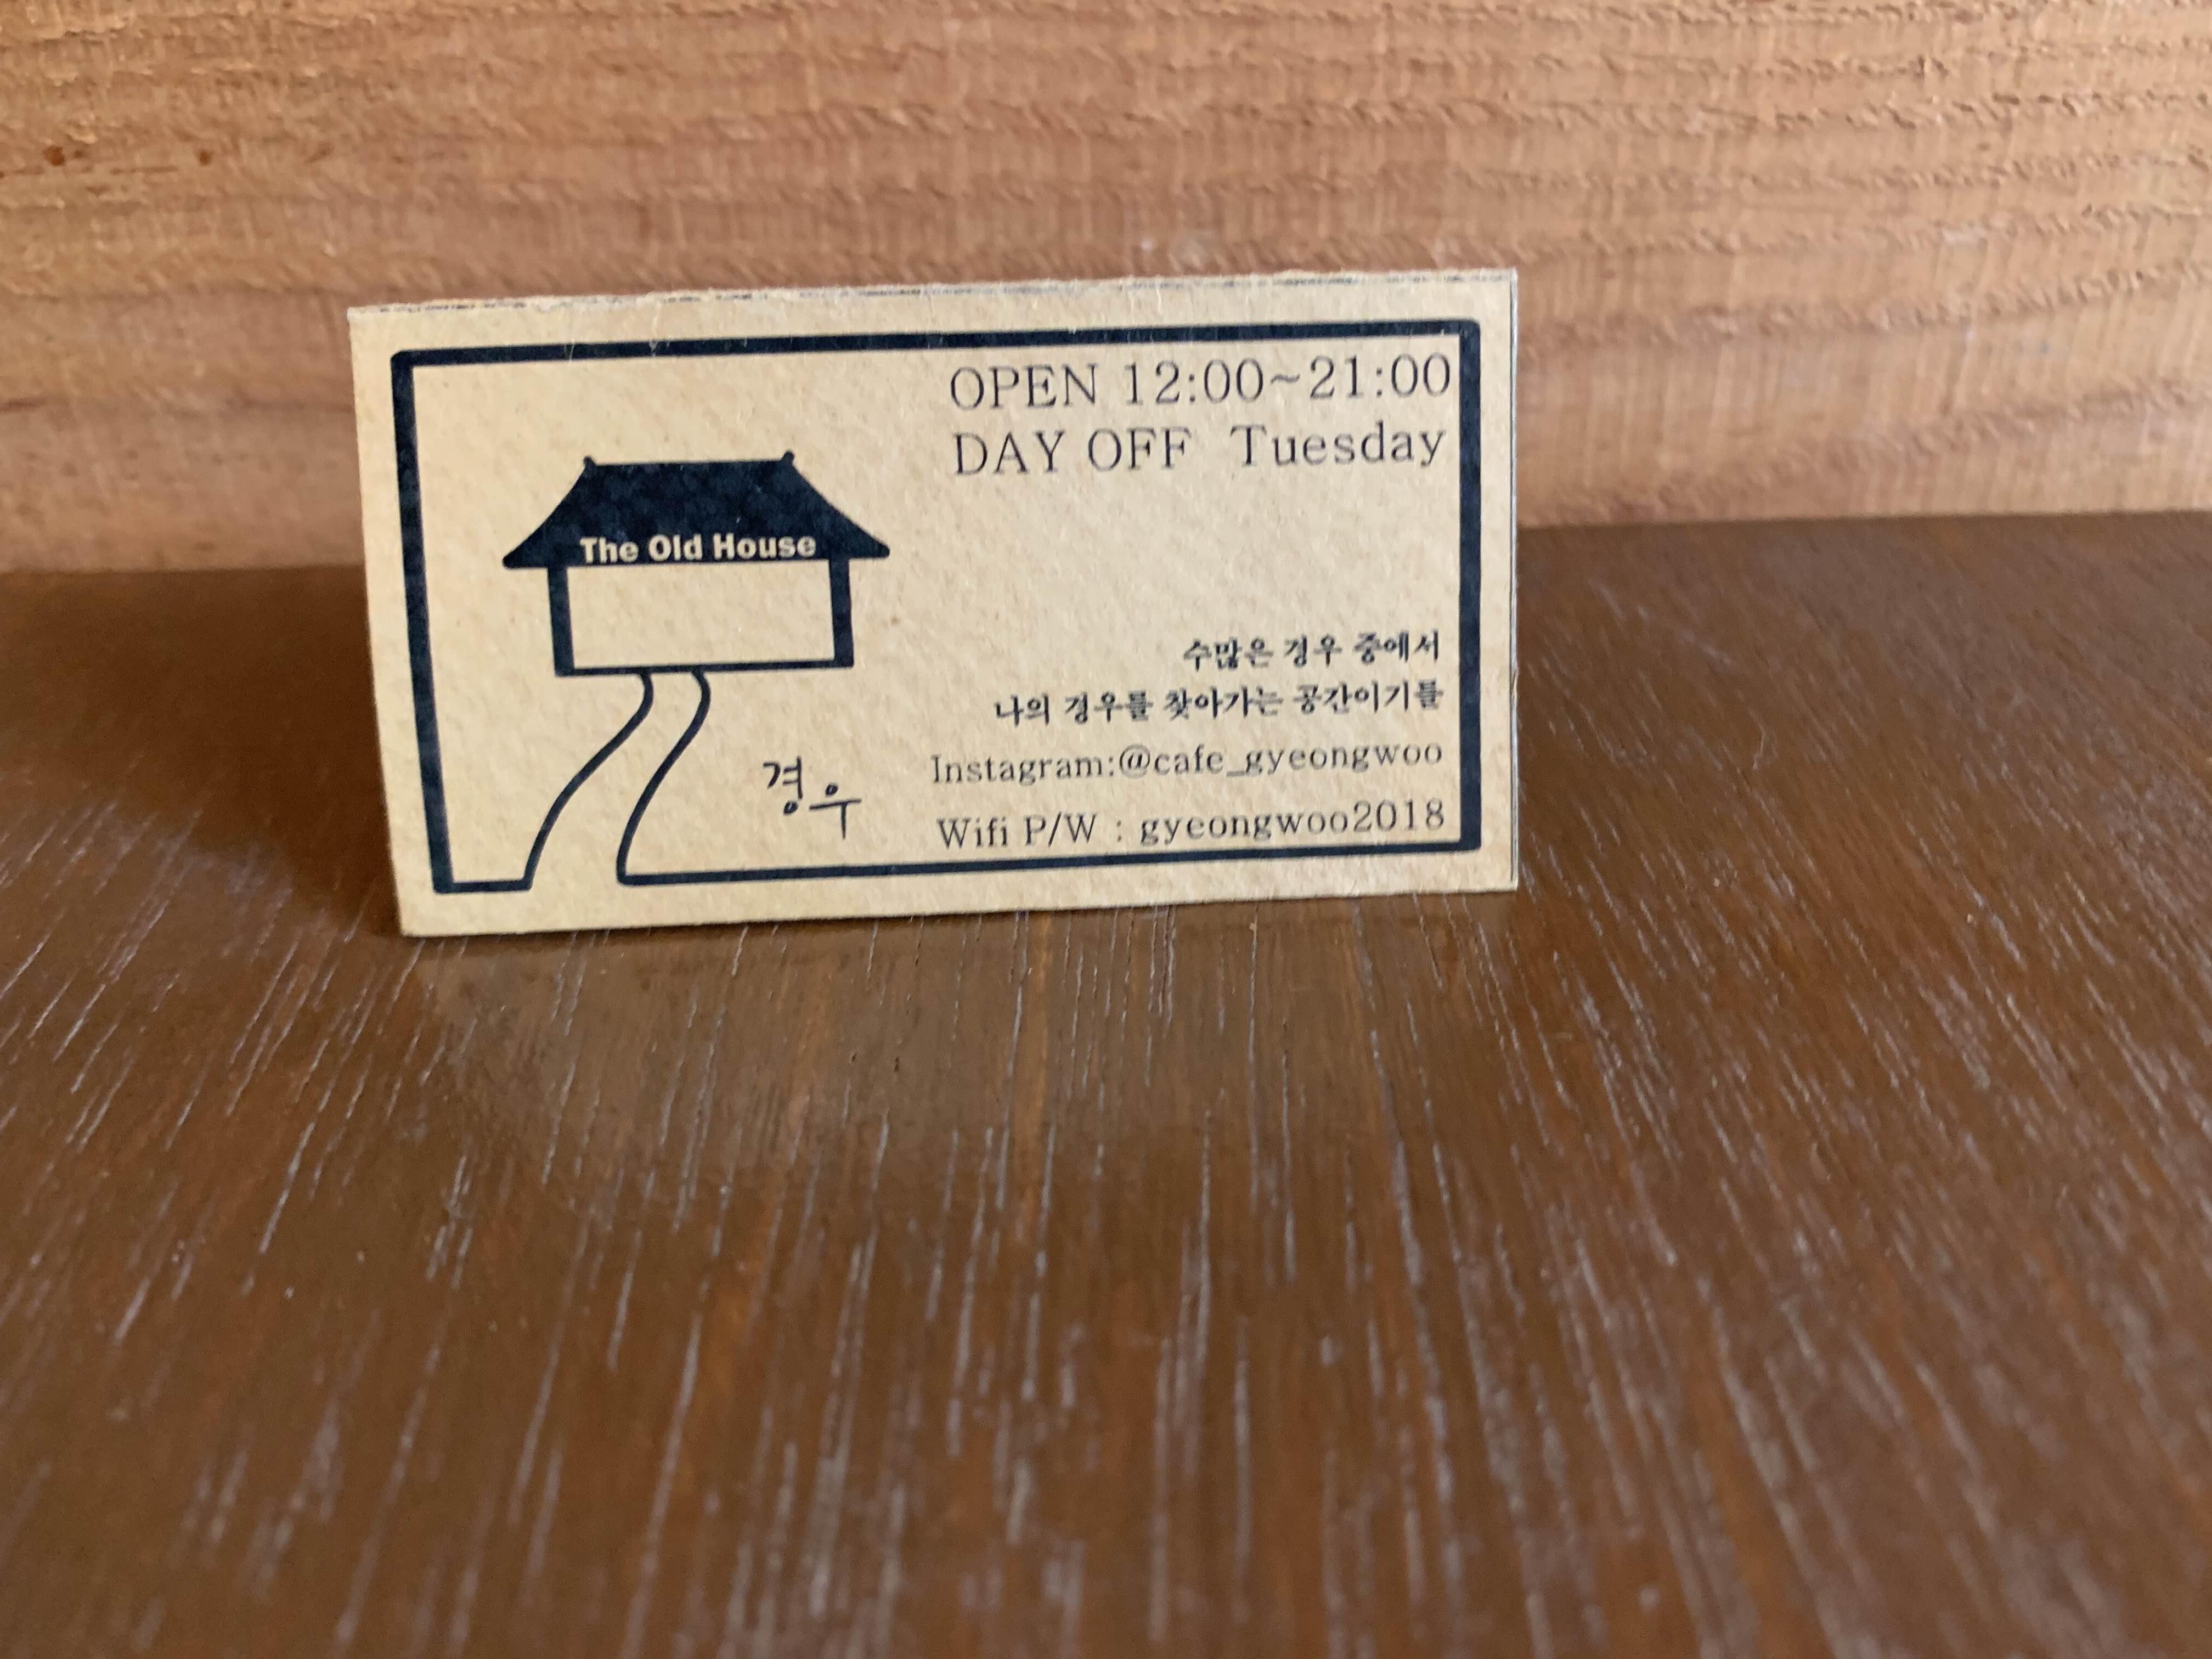 OPEN 12:00~21:00
DAY OFF Tuesday
The Old House
수많은 경우 중에서
나의 경우를 찾아가는 공간이기를
경우
Instagram:@cafe_gyeongwoo
Wifi P/W : gyeongwoo2018